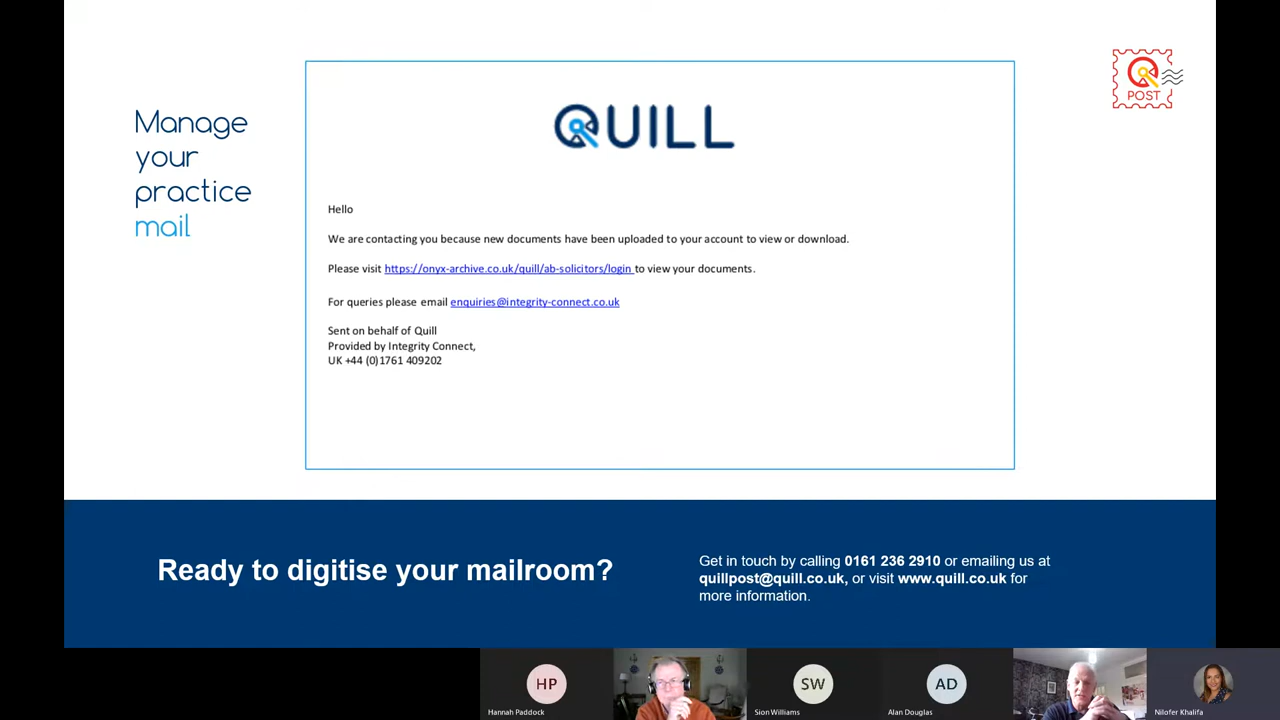 Manage
your
practice
mail
QUILL
POST
Hello
We are contacting you because new documents have been uploaded to your account to view or download.
Please visit https://onyx-archive.co.uk/quill/ab-solicitors/login to view your documents.
For queries please email enquiries@integrity-connect.co.uk
Sent on behalf of Quill
Provided by Integrity Connect,
UK +44 (0)1761 409202
Ready to digitise your mailroom?
Get in touch by calling 0161 236 2910 or emailing us at
quillpost@quill.co.uk, or visit www.quill.co.uk for
more information.
HP
SW
AD
Hannah Paddock
Sion Williams
Alan Douglas
Nilofer Khalifa